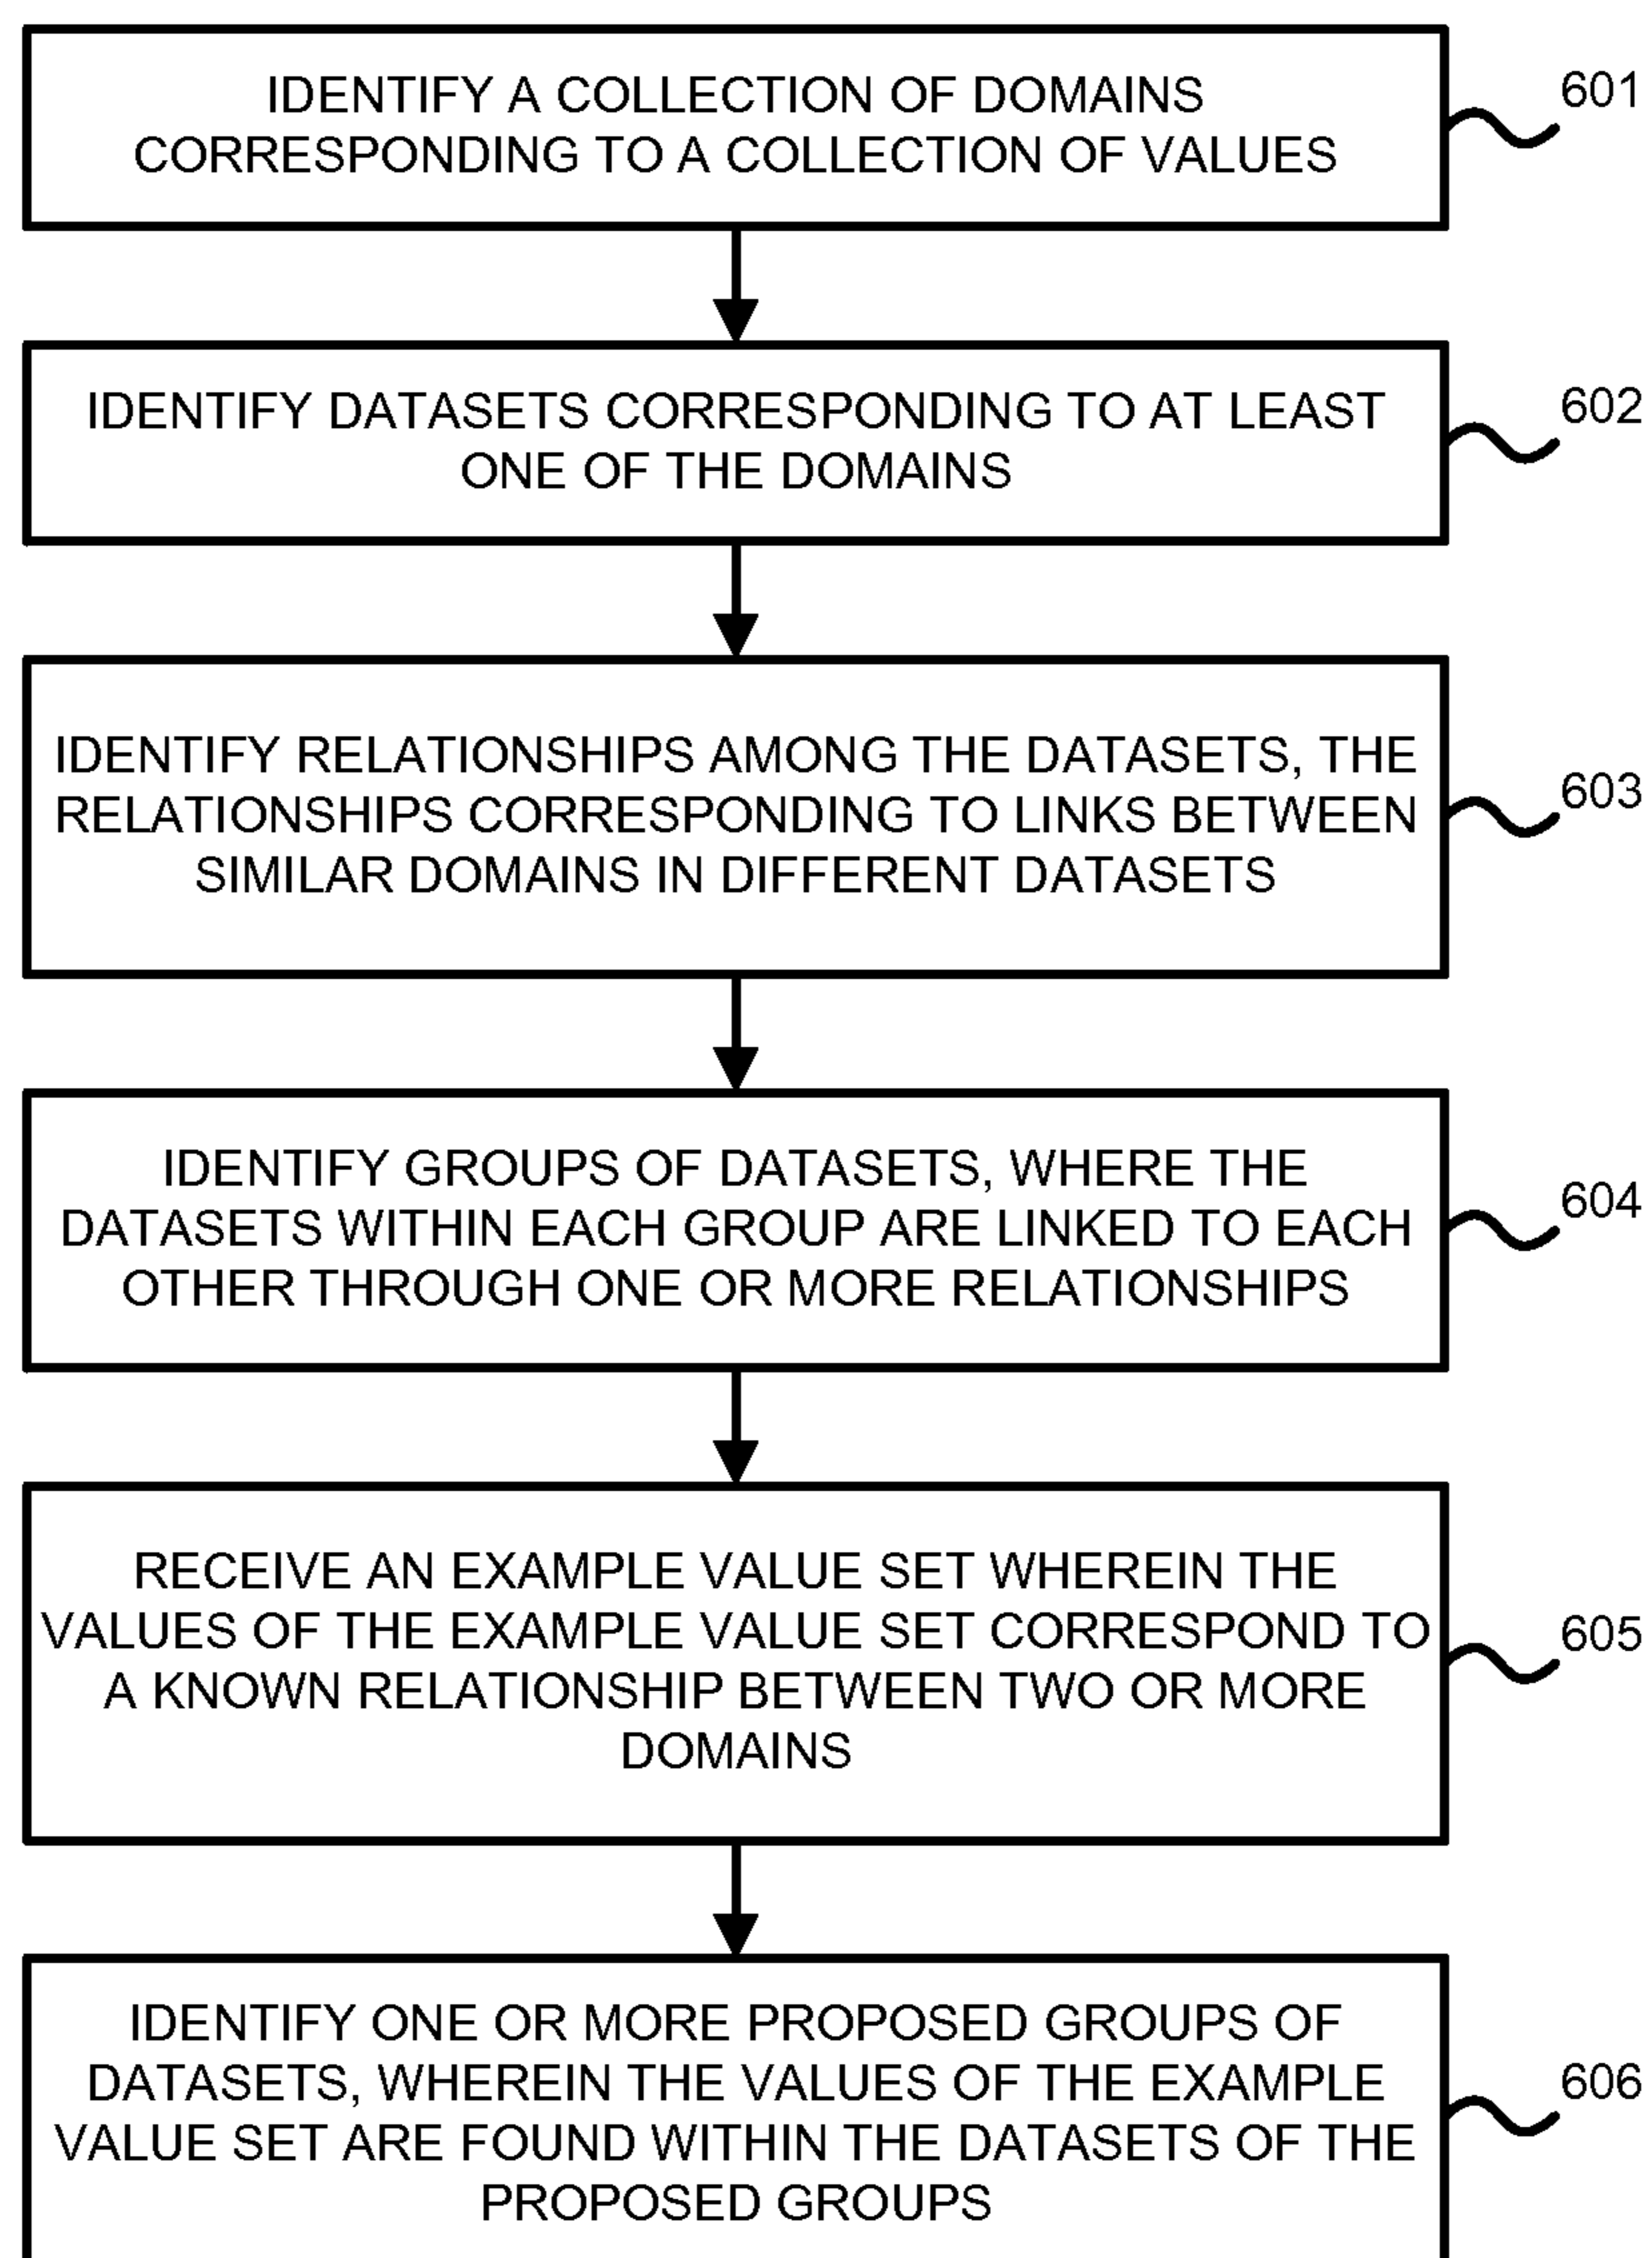 IDENTIFY A COLLECTION OF DOMAINS
CORRESPONDING TO A COLLECTION OF VALUES
601
IDENTIFY DATASETS CORRESPONDING TO AT LEAST
ONE OF THE DOMAINS
602
IDENTIFY RELATIONSHIPS AMONG THE DATASETS, THE
RELATIONSHIPS CORRESPONDING TO LINKS BETWEEN
SIMILAR DOMAINS IN DIFFERENT DATASETS
603
IDENTIFY GROUPS OF DATASETS, WHERE THE
DATASETS WITHIN EACH GROUP ARE LINKED TO EACH
OTHER THROUGH ONE OR MORE RELATIONSHIPS
604
RECEIVE AN EXAMPLE VALUE SET WHEREIN THE
VALUES OF THE EXAMPLE VALUE SET CORRESPOND TO
A KNOWN RELATIONSHIP BETWEEN TWO OR MORE
DOMAINS
605
IDENTIFY ONE OR MORE PROPOSED GROUPS OF
DATASETS, WHEREIN THE VALUES OF THE EXAMPLE
VALUE SET ARE FOUND WITHIN THE DATASETS OF THE
PROPOSED GROUPS
606